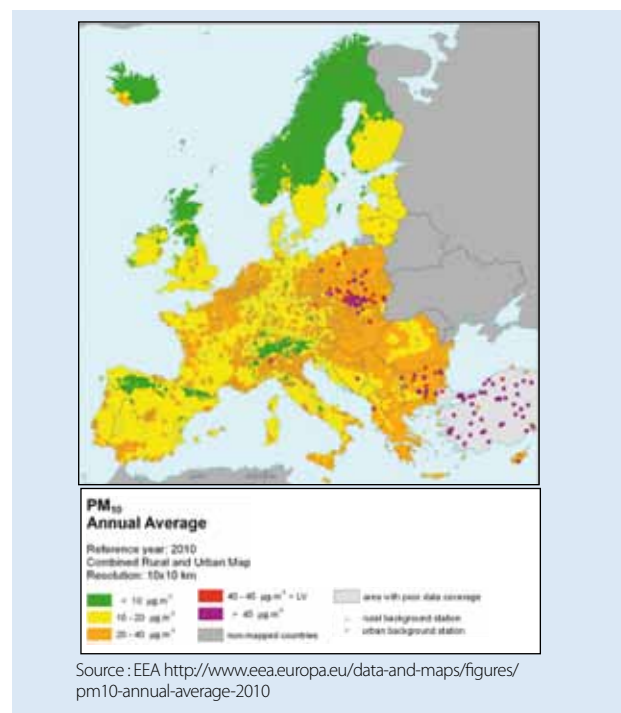 PM₁₀
Annual Average
Reference year: 2010
Combined Rural and Urban Map
Resolution: 10x10 km
< 10 µg.m⁻³
10 - 20 µg.m⁻³
20 - 40 µg.m⁻³
40 - 45 µg.m⁻³ > LV
> 45 µg.m⁻³
non-mapped countries
area with poor data coverage
rural background station
urban background station
Source : EEA http://www.eea.europa.eu/data-and-maps/figures/
pm10-annual-average-2010